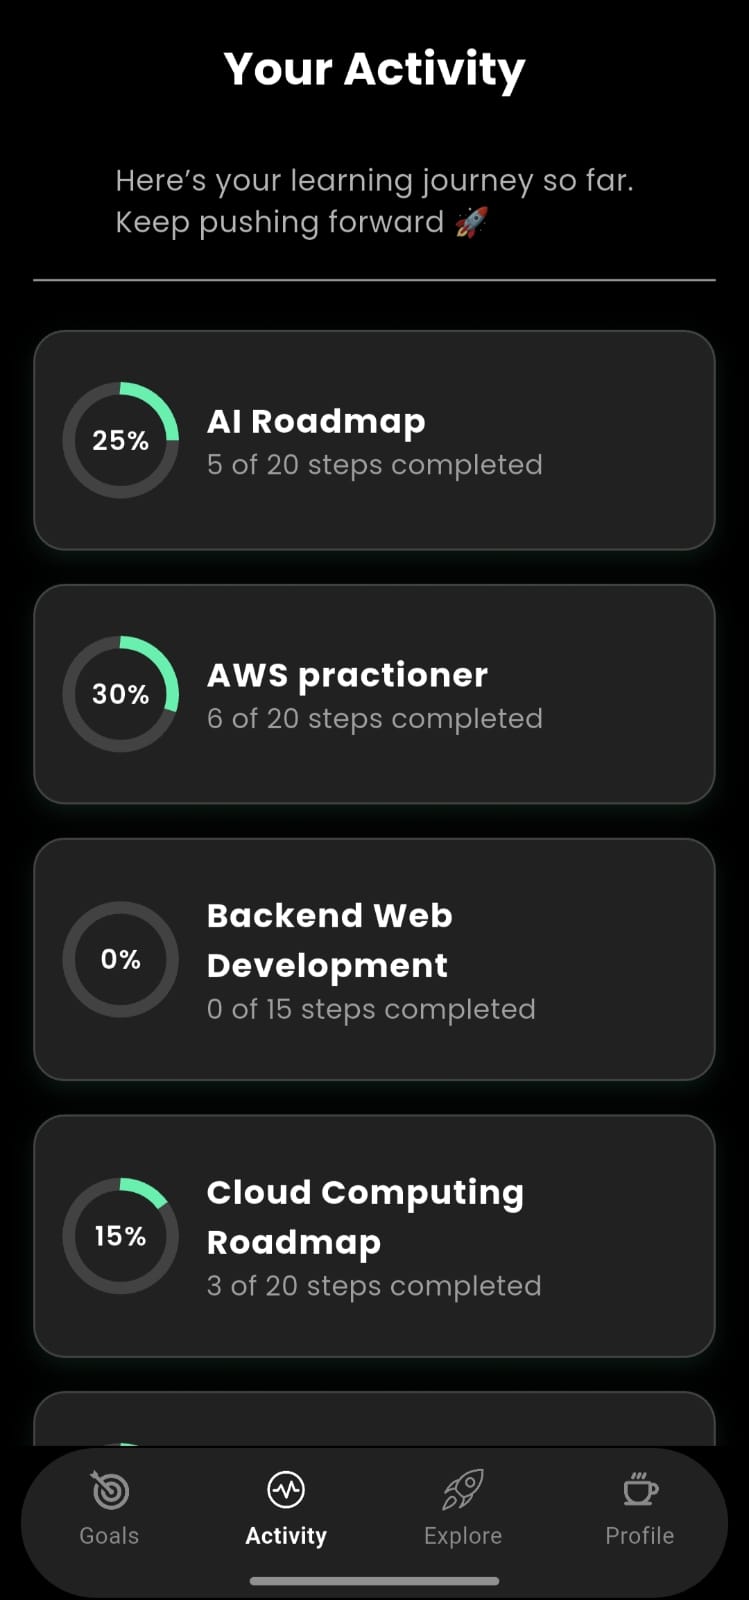 Your Activity
Here’s your learning journey so far.
Keep pushing forward 🚀
25%
AI Roadmap
5 of 20 steps completed
30%
AWS practioner
6 of 20 steps completed
0%
Backend Web
Development
0 of 15 steps completed
15%
Cloud Computing
Roadmap
3 of 20 steps completed
Goals
Activity
Explore
Profile